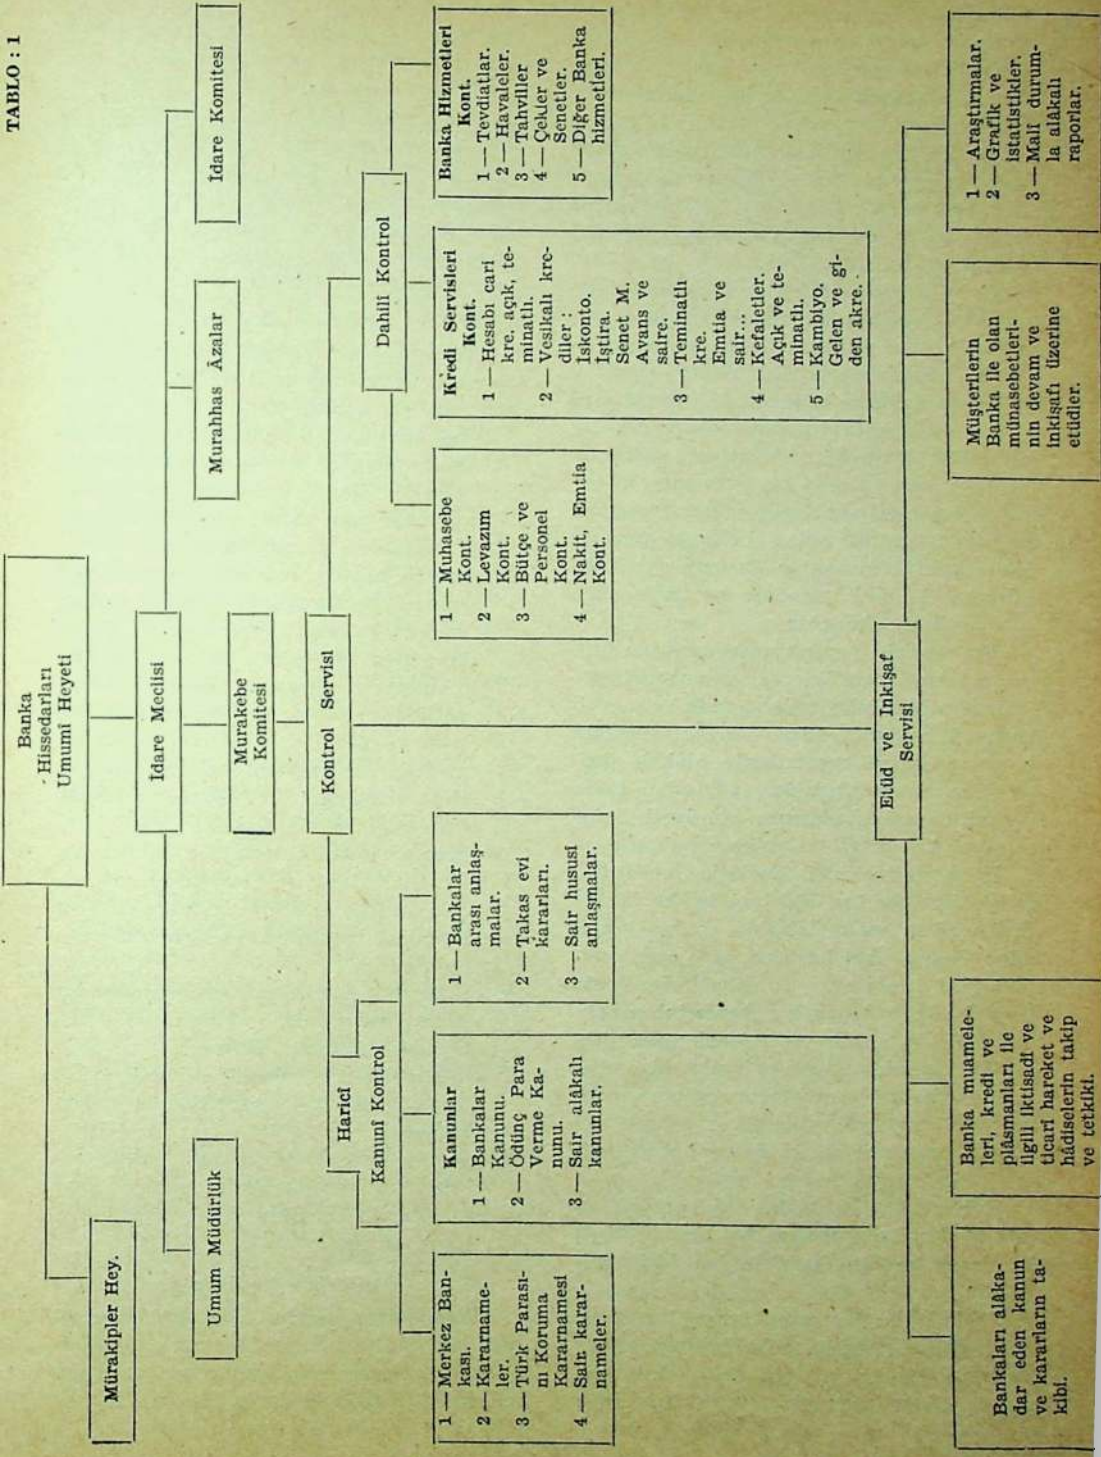 TABLO : 1
Banka
Hissedarları
Umumî Heyeti
Mürakipler Hey.
İdare Meclisi
Umum Müdürlük
Murahhas Âzalar
İdare Komitesi
Murakebe
Komitesi
Kontrol Servisi
Haricî
Kanunî Kontrol
Dahilî Kontrol
1 — Merkez Ban-
kası.
2 — Kararname-
ler.
3 — Türk Parası-
nı Koruma
Kararnamesi
4 — Sair karar-
nameler.
Kanunlar
1 — Bankalar
Kanunu.
2 — Ödünç Para
Verme Ka-
nunu.
3 — Sair alâkalı
kanunlar.
1 — Bankalar
arası anlaş-
malar.
2 — Takas evi
kararları.
3 — Sair hususî
anlaşmalar.
1 — Muhasebe
Kont.
2 — Levazım
Kont.
3 — Bütçe ve
Personel
Kont.
4 — Nakit, Emtia
Kont.
Kredi Servisleri
Kont.
1 — Hesabı cari
kre. açık, te-
minatlı.
2 — Vesikalı kre-
diler :
İskonto.
İştira.
Senet M.
Avans ve
saire.
3 — Teminatlı
kre.
Emtia ve
sair...
4 — Kefaletler.
Açık ve te-
minatlı.
5 — Kambiyo.
Gelen ve gi-
den akre.
Banka Hizmetleri
Kont.
1 — Tevdiatlar.
2 — Havaleler.
3 — Tahviller
4 — Çekler ve
Senetler.
5 — Diğer Banka
hizmetleri.
Etüd ve İnkişaf
Servisi
Bankaları alâka-
dar eden kanun
ve kararların ta-
kibi.
Banka muamele-
leri, kredi ve
plâsmanları ile
ilgili iktisadî ve
ticarî hareket ve
hâdiselerin takip
ve tetkiki.
Müşterilerin
Banka ile olan
münasebetleri-
nin devam ve
inkişafı üzerine
etüdler.
1 — Araştırmalar.
2 — Grafik ve
istatistikler.
3 — Malî durum-
la alâkalı
raporlar.